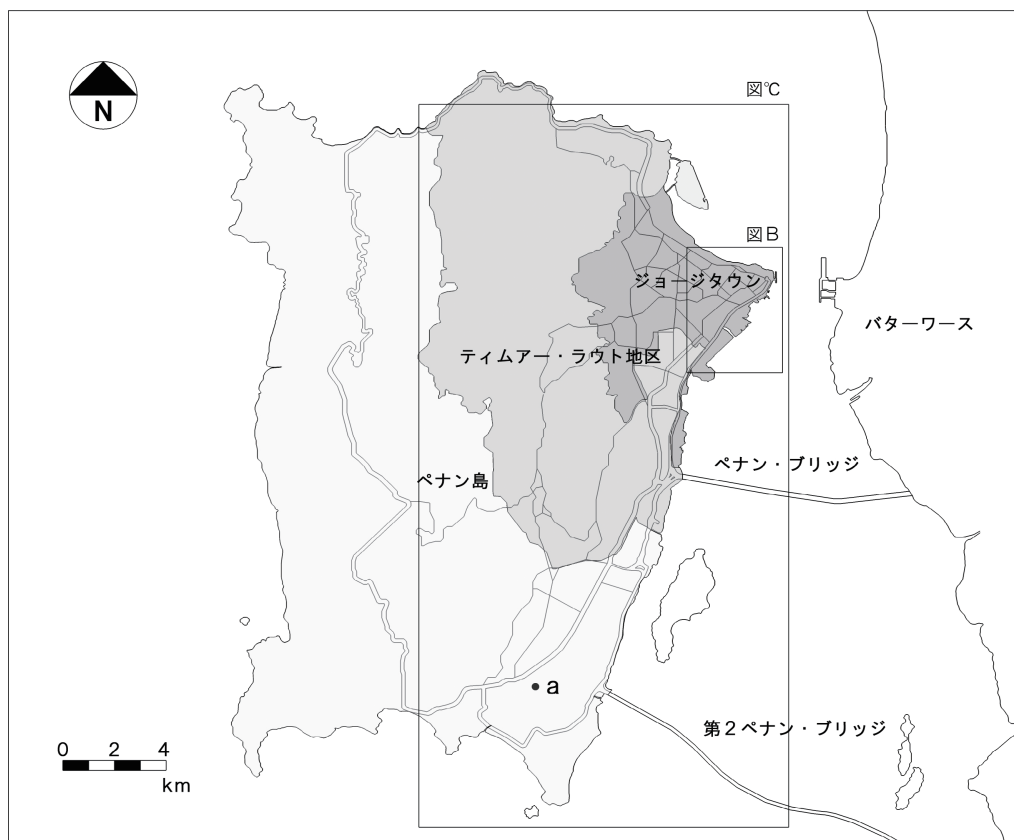 図℃
N
図B
ジョージタウン
バターワース
ティムアー・ラウト地区
ペナン・ブリッジ
ペナン島
a
第2ペナン・ブリッジ
0 2 4
km